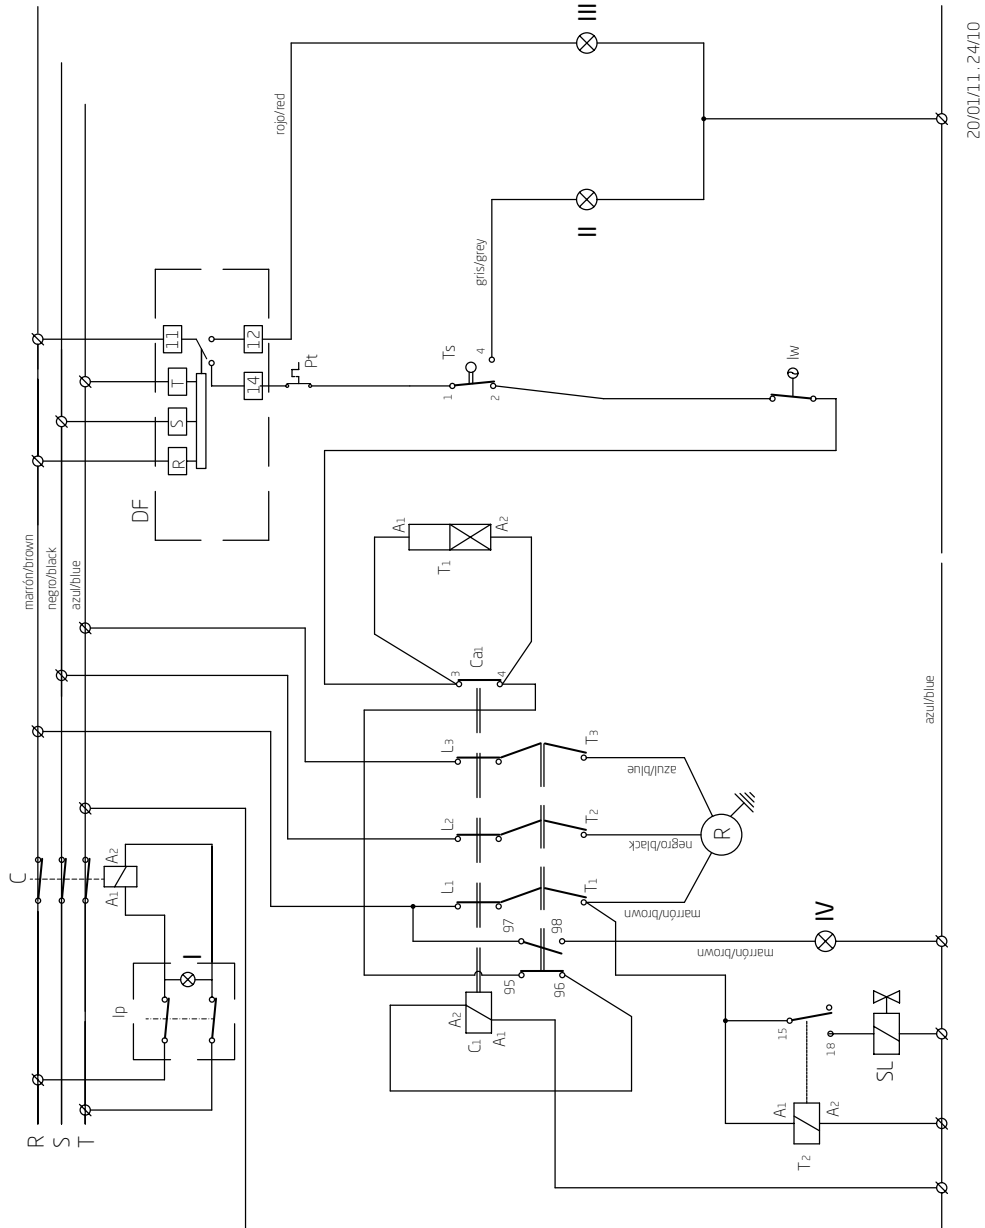 R
S
T
Ip
I
C
A1
A2
marrón/brown
negro/black
azul/blue
DF
R
S
T
11
14
12
Pt
rojo/red
Ts
1
2
4
gris/grey
II
III
Iw
T1
A1
A2
Ca1
3
4
L1
L2
L3
T1
T2
T3
marrón/brown
negro/black
azul/blue
R
C1
A2
A1
95
96
97
98
marrón/brown
IV
T2
A1
A2
15
18
SL
azul/blue
20/01/11 . 24/10